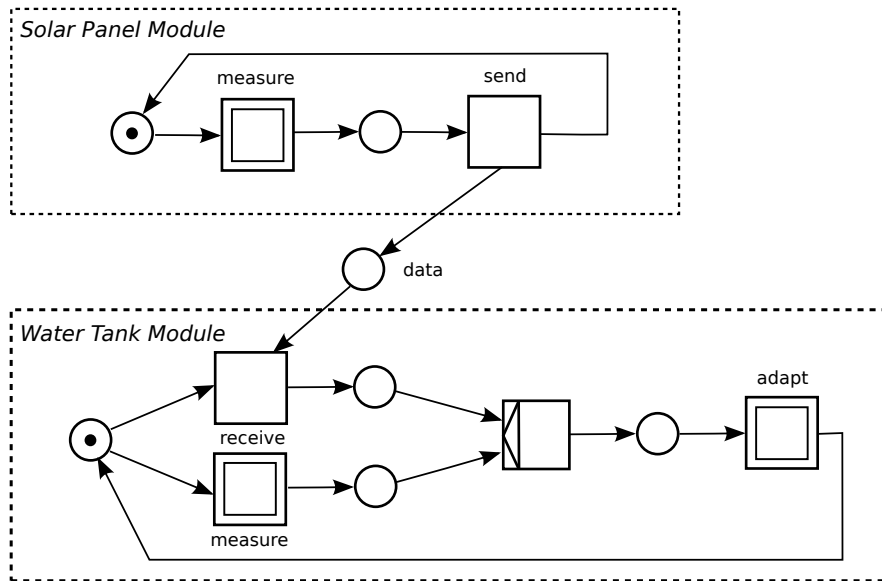 Solar Panel Module
measure
send
data
Water Tank Module
receive
measure
adapt